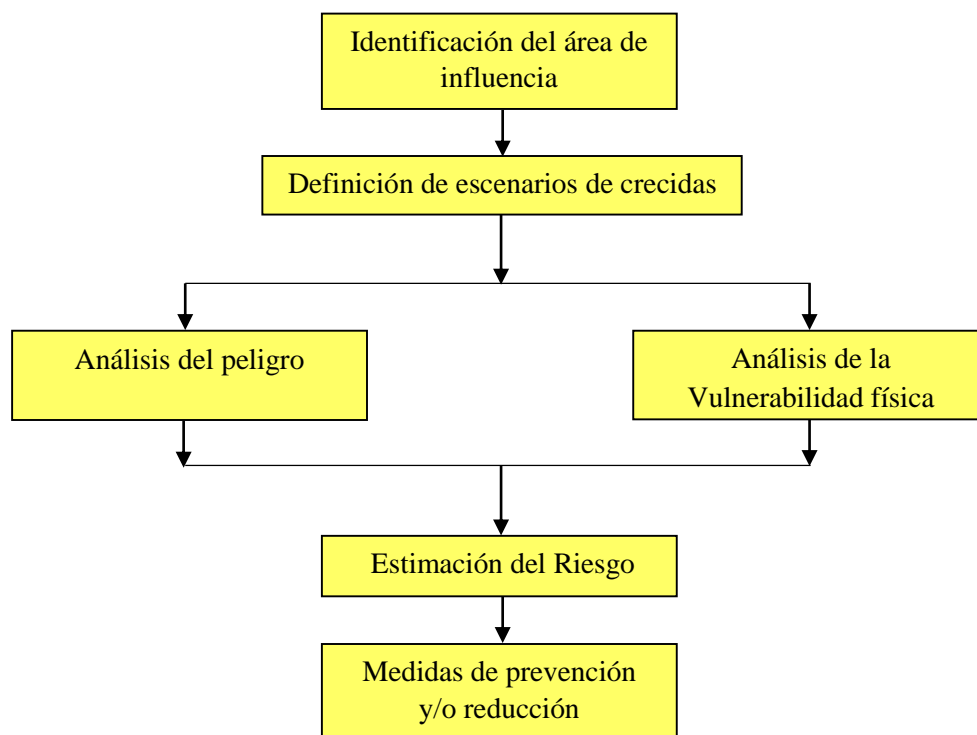 Identificación del área de
influencia
Definición de escenarios de crecidas
Análisis del peligro
Análisis de la
Vulnerabilidad física
Estimación del Riesgo
Medidas de prevención
y/o reducción